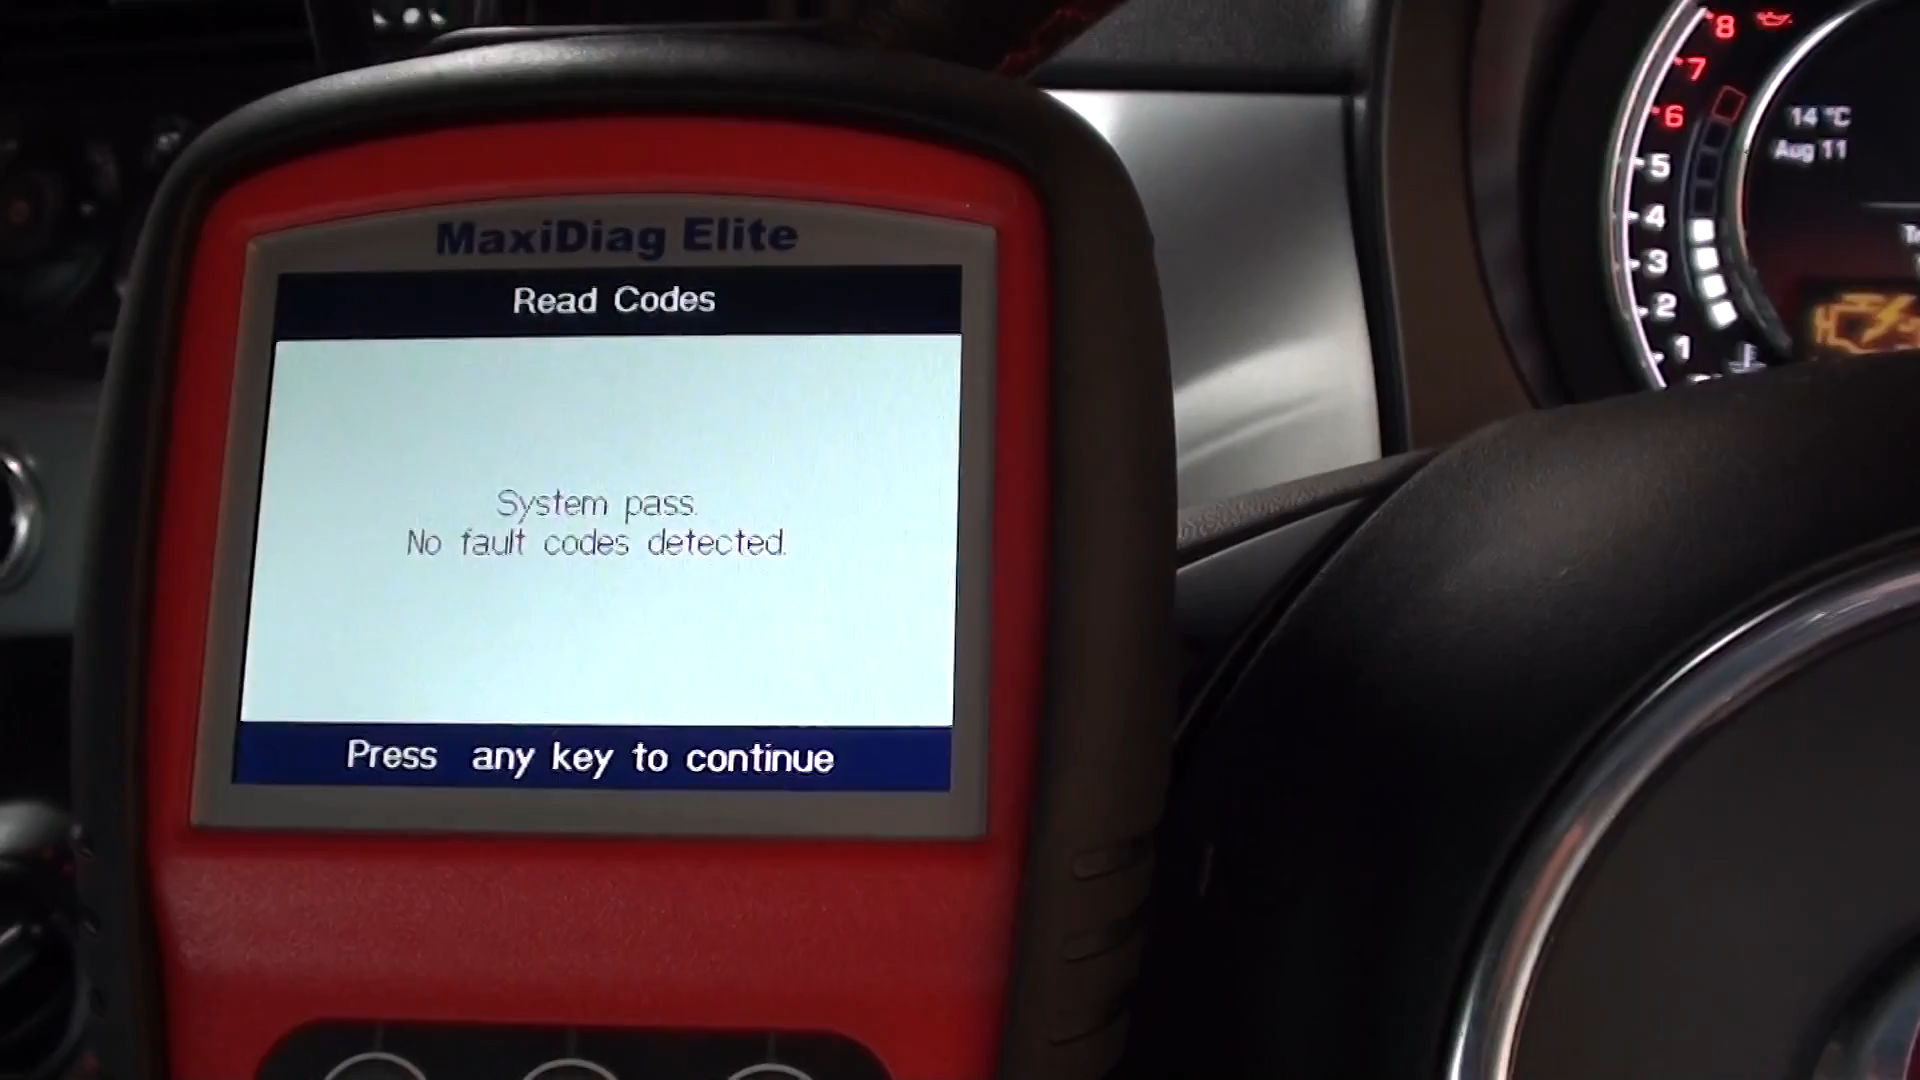 MaxiDiag Elite
Read Codes
System pass.
No fault codes detected.
Press any key to continue
8
7
6
5
4
3
2
1
14 °C
Aug 11